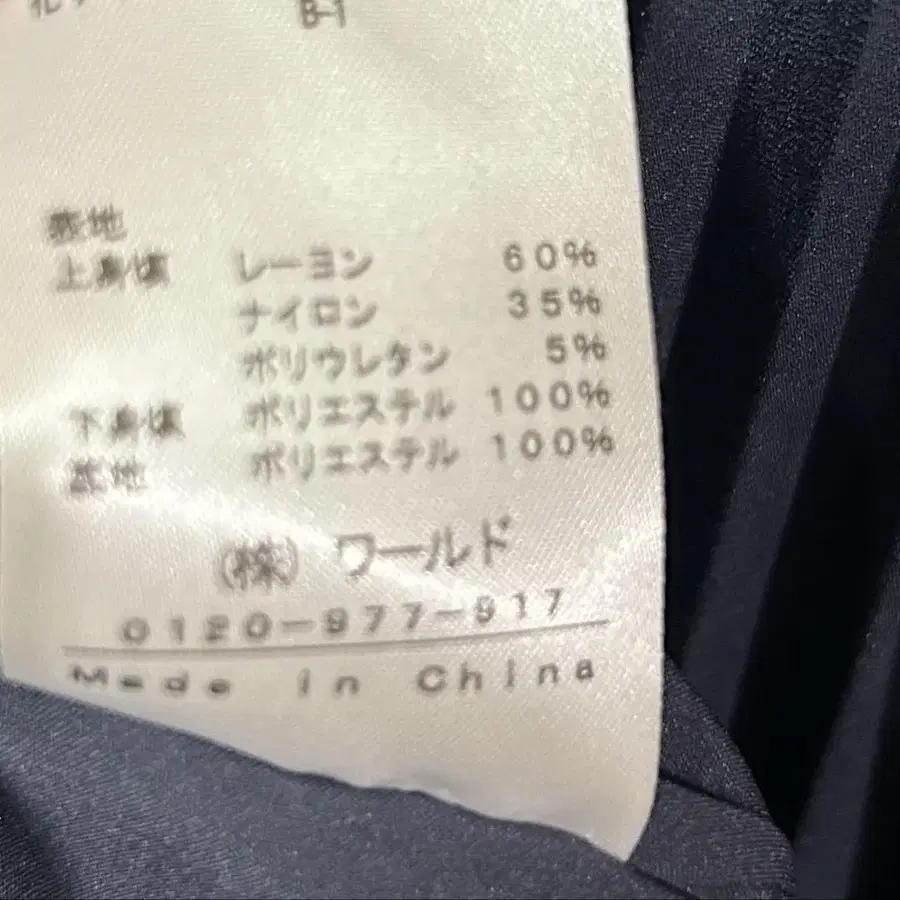 B-1
表地
上身頃 レーヨン 60%
ナイロン 35%
ポリウレタン 5%
下身頃 ポリエステル 100%
裏地 ポリエステル 100%
(株) ワールド
0120-977-917
Made in China